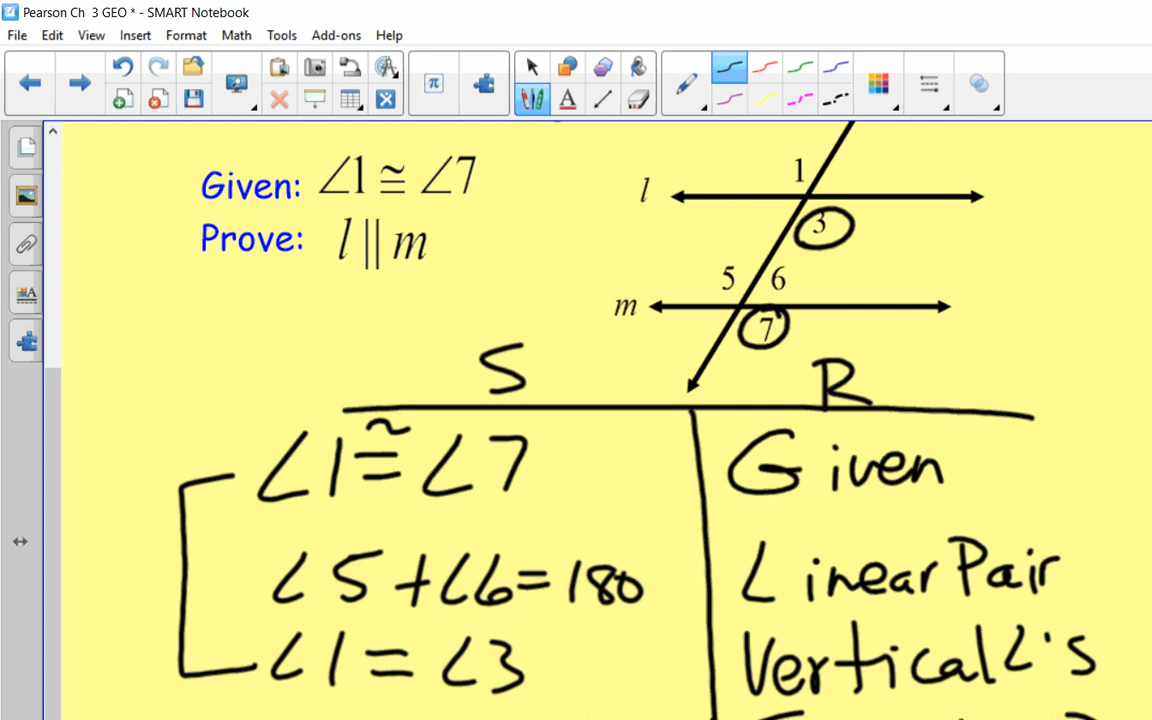 Pearson Ch 3 GEO * - SMART Notebook
File Edit View Insert Format Math Tools Add-ons Help
π
A
Given: ∠1 ≅ ∠7
Prove: l || m
1
l
3
5 6
m
7
S R
∠1 ≅ ∠7 Given
∠5 + ∠6 = 180 Linear Pair
∠1 = ∠3 Vertical ∠'s